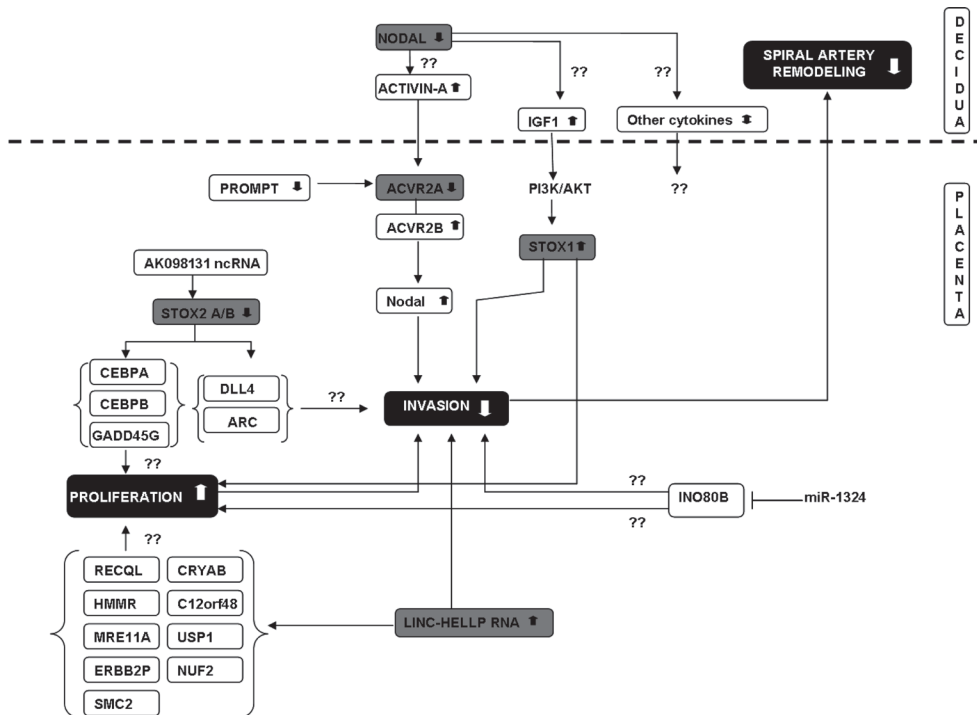 NODAL
??
ACTIVIN-A
??
IGF1
??
Other cytokines
??
SPIRAL ARTERY
REMODELING
DECIDUA
PROMPT
ACVR2A
ACVR2B
Nodal
PI3K/AKT
STOX1
PLACENTA
AK098131 ncRNA
STOX2 A/B
CEBPA
CEBPB
GADD45G
DLL4
ARC
??
INVASION
??
PROLIFERATION
??
??
INO80B
miR-1324
??
RECQL
CRYAB
HMMR
C12orf48
MRE11A
USP1
ERBB2P
NUF2
SMC2
LINC-HELLP RNA